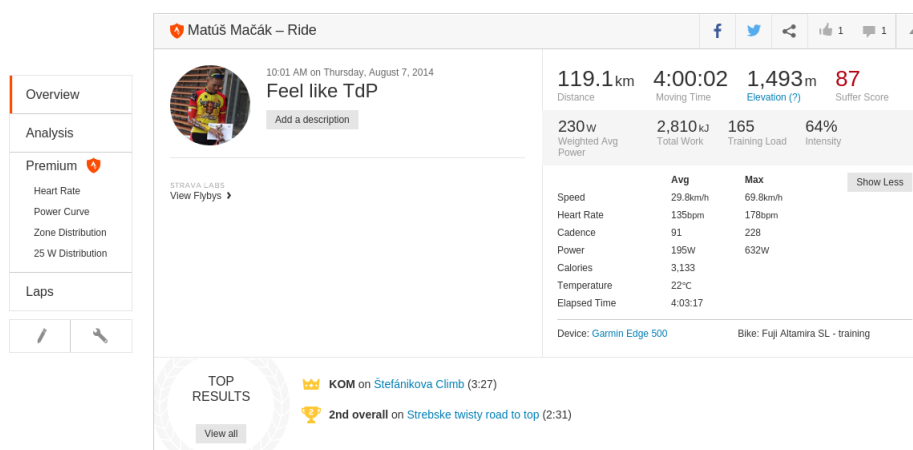 Matúš Mačák – Ride
1
1
Overview
Analysis
Premium
Heart Rate
Power Curve
Zone Distribution
25 W Distribution
Laps
10:01 AM on Thursday, August 7, 2014
Feel like TdP
Add a description
STRAVA LABS
View Flybys
119.1km 4:00:02 1,493m 87
Distance Moving Time Elevation (?) Suffer Score
230W 2,810kJ 165 64%
Weighted Avg Total Work Training Load Intensity
Power
Avg Max
Show Less
Speed 29.8km/h 69.8km/h
Heart Rate 135bpm 178bpm
Cadence 91 228
Power 195W 632W
Calories 3,133
Temperature 22℃
Elapsed Time 4:03:17
Device: Garmin Edge 500 Bike: Fuji Altamira SL - training
TOP
RESULTS
View all
KOM on Štefánikova Climb (3:27)
2
2nd overall on Strebske twisty road to top (2:31)